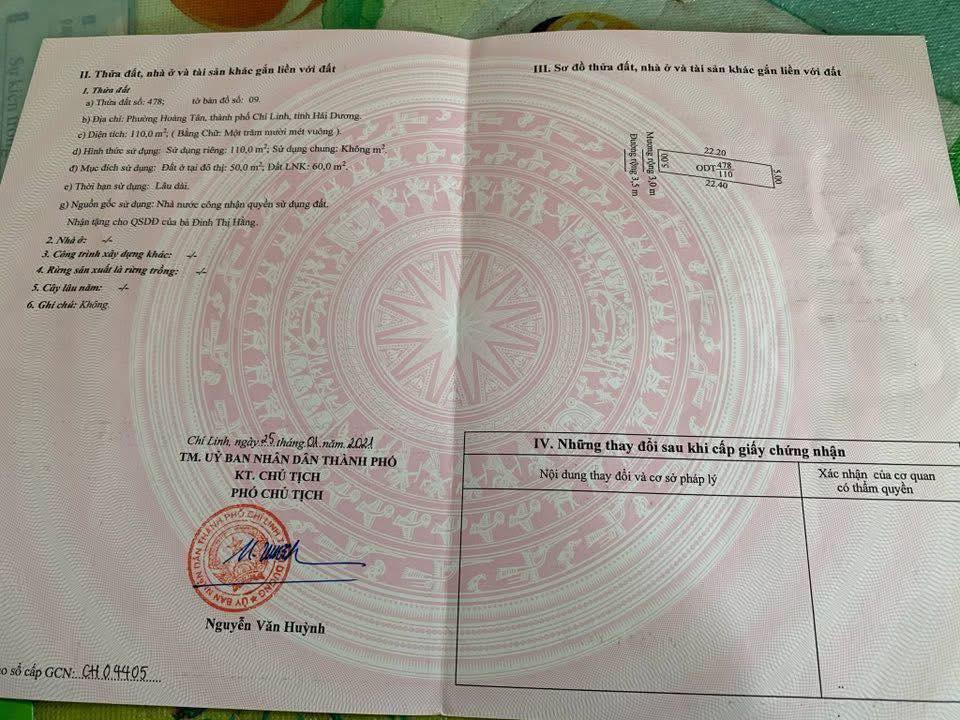 II. Thửa đất, nhà ở và tài sản khác gắn liền với đất
1. Thửa đất
a) Thửa đất số: 478; tờ bản đồ số: 09.
b) Địa chỉ: Phường Hoàng Tân, thành phố Chí Linh, tỉnh Hải Dương.
c) Diện tích: 110,0 m²; ( Bằng Chữ: Một trăm mười mét vuông ).
d) Hình thức sử dụng: Sử dụng riêng: 110,0 m²; Sử dụng chung: Không m².
đ) Mục đích sử dụng: Đất ở tại đô thị: 50,0 m²; Đất LNK: 60,0 m².
e) Thời hạn sử dụng: Lâu dài.
g) Nguồn gốc sử dụng: Nhà nước công nhận quyền sử dụng đất.
Nhận tặng cho QSDĐ của bà Đinh Thị Hằng.
2. Nhà ở: -/-
3. Công trình xây dựng khác: -/-
4. Rừng sản xuất là rừng trồng: -/-
5. Cây lâu năm: -/-
6. Ghi chú: Không.
Chí Linh, ngày 25 tháng 01 năm 2021
TM. UỶ BAN NHÂN DÂN THÀNH PHỐ
KT. CHỦ TỊCH
PHÓ CHỦ TỊCH
ỦY BAN NHÂN DÂN THÀNH PHỐ CHÍ LINH
Nguyễn Văn Huỳnh
sổ cấp GCN: CH04405
III. Sơ đồ thửa đất, nhà ở và tài sản khác gắn liền với đất
Đường rộng 3,5 m
Mương rộng 3,0 m
22.20
5.00
ODT 478
110
5.00
22.40
IV. Những thay đổi sau khi cấp giấy chứng nhận
Nội dung thay đổi và cơ sở pháp lý
Xác nhận của cơ quan
có thẩm quyền